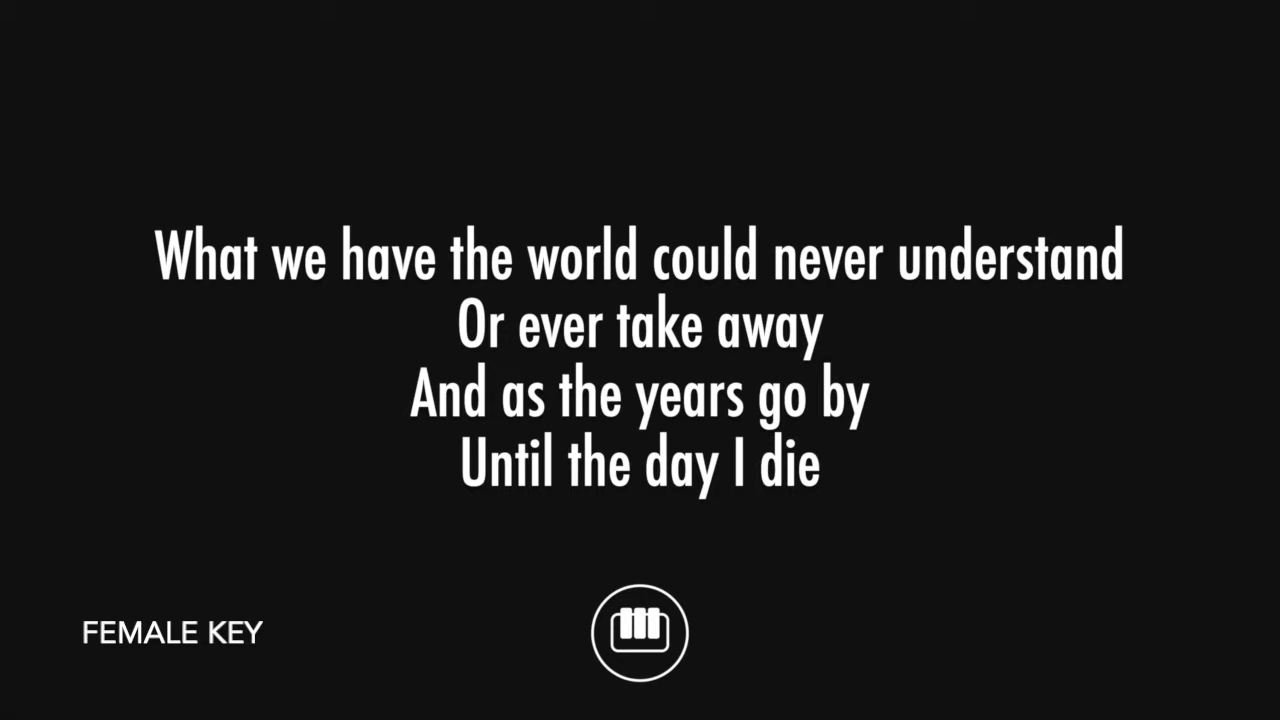 What we have the world could never understand
Or ever take away
And as the years go by
Until the day I die
FEMALE KEY